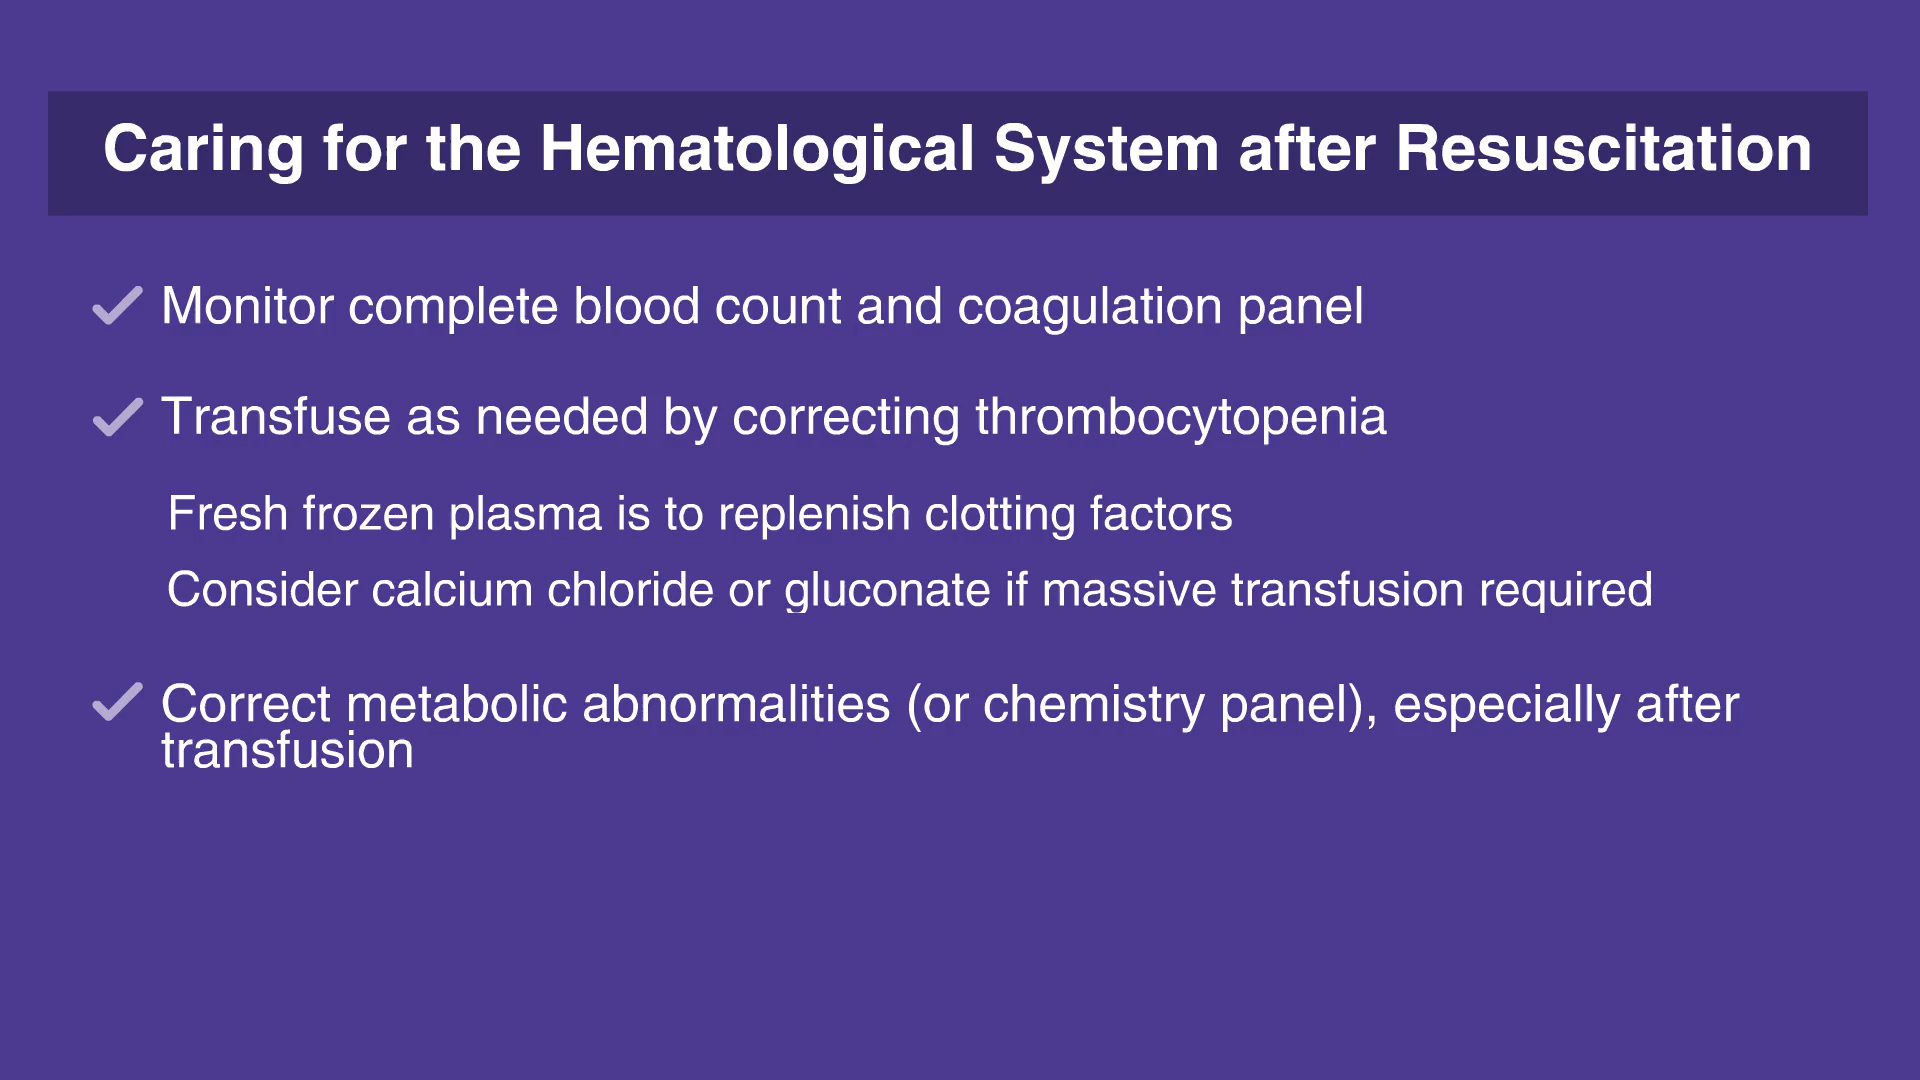 Caring for the Hematological System after Resuscitation
Monitor complete blood count and coagulation panel
Transfuse as needed by correcting thrombocytopenia
Fresh frozen plasma is to replenish clotting factors
Consider calcium chloride or gluconate if massive transfusion required
Correct metabolic abnormalities (or chemistry panel), especially after
transfusion